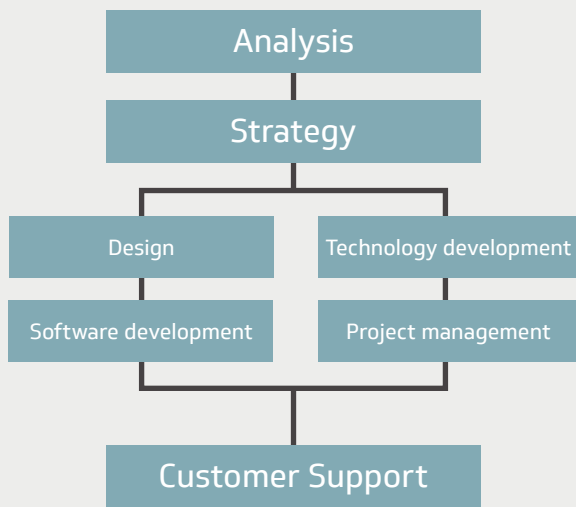 Analysis
Strategy
Design
Technology development
Software development
Project management
Customer Support